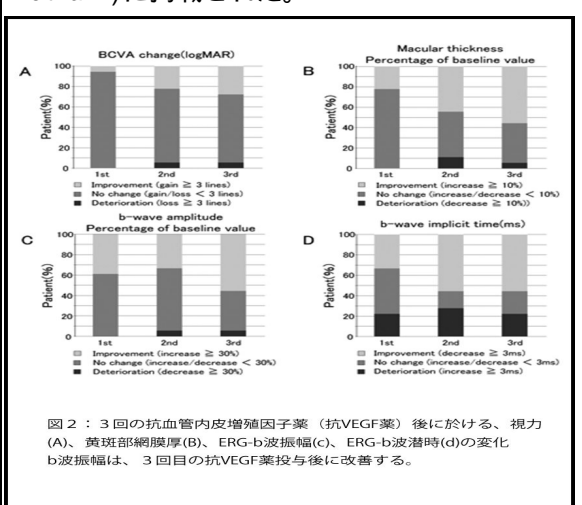 BCVA change(logMAR)
A
Patient(%)
100
80
60
40
20
0
1st 2nd 3rd
Improvement (gain ≧ 3 lines)
No change (gain/loss < 3 lines)
Deterioration (loss ≧ 3 lines)
Macular thickness
Percentage of baseline value
B
Patient(%)
100
80
60
40
20
0
1st 2nd 3rd
Improvement (increase ≧ 10%)
No change (increase/decrease < 10%)
Deterioration (decrease ≧ 10%))
b-wave amplitude
Percentage of baseline value
C
Patient(%)
100
80
60
40
20
0
1st 2nd 3rd
Improvement (increase ≧ 30%)
No change (increase/decrease < 30%)
Deterioration (decrease ≧ 30%)
b-wave implicit time(ms)
D
Patient(%)
100
80
60
40
20
0
1st 2nd 3rd
Improvement (decrease ≧ 3ms)
No change (increase/decrease < 3ms)
Deterioration (increase ≧ 3ms)
図２：３回の抗血管内皮増殖因子薬（抗VEGF薬）後に於ける、視力
(A)、黄斑部網膜厚(B)、ERG-b波振幅(c)、ERG-b波潜時(d)の変化
b波振幅は、３回目の抗VEGF薬投与後に改善する。